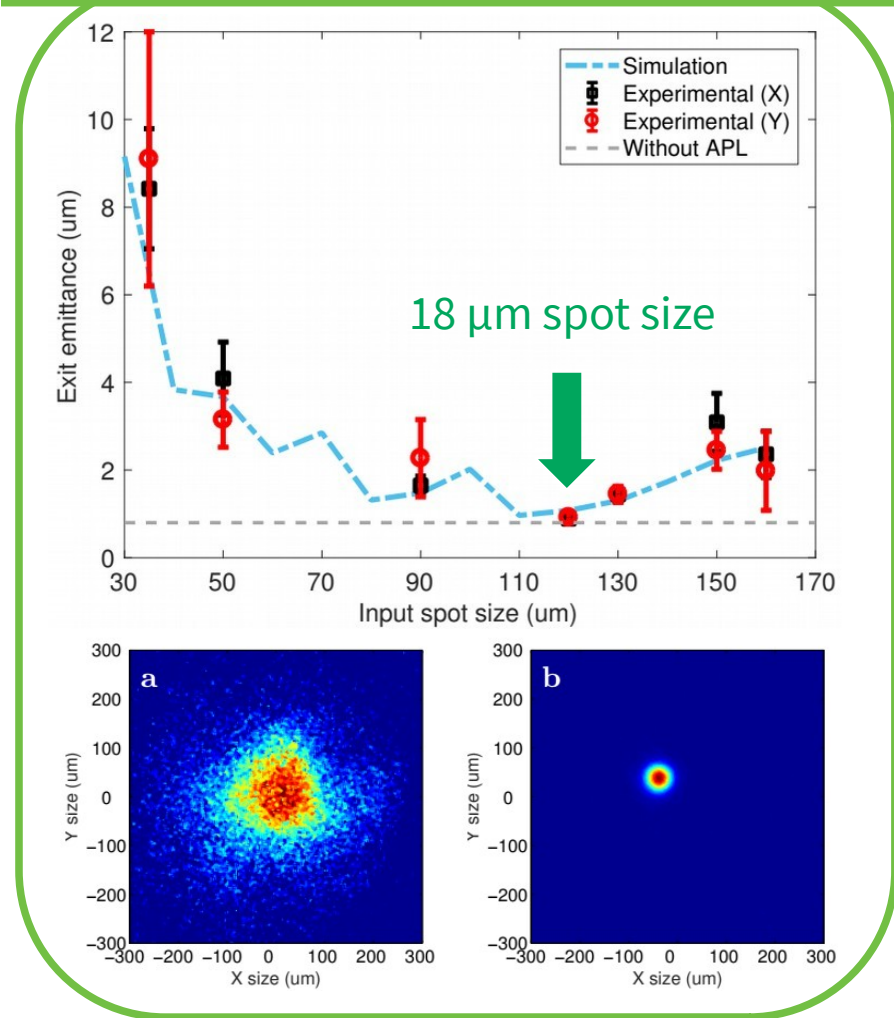 12
10
8
6
4
2
0
Exit emittance (um)
Simulation
Experimental (X)
Experimental (Y)
Without APL
18 µm spot size
30 50 70 90 110 130 150 170
Input spot size (um)
300
200
100
0
−100
−200
−300
Y size (um)
a
−300 −200 −100 0 100 200 300
X size (um)
300
200
100
0
−100
−200
−300
Y size (um)
b
−300 −200 −100 0 100 200 300
X size (um)